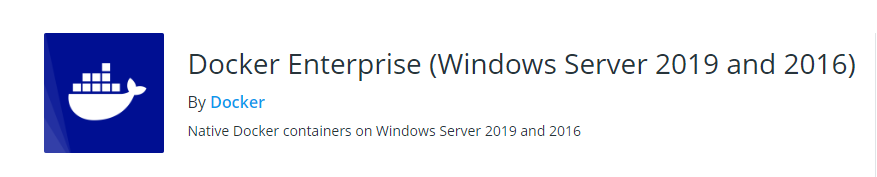 Docker Enterprise (Windows Server 2019 and 2016)
By Docker
Native Docker containers on Windows Server 2019 and 2016